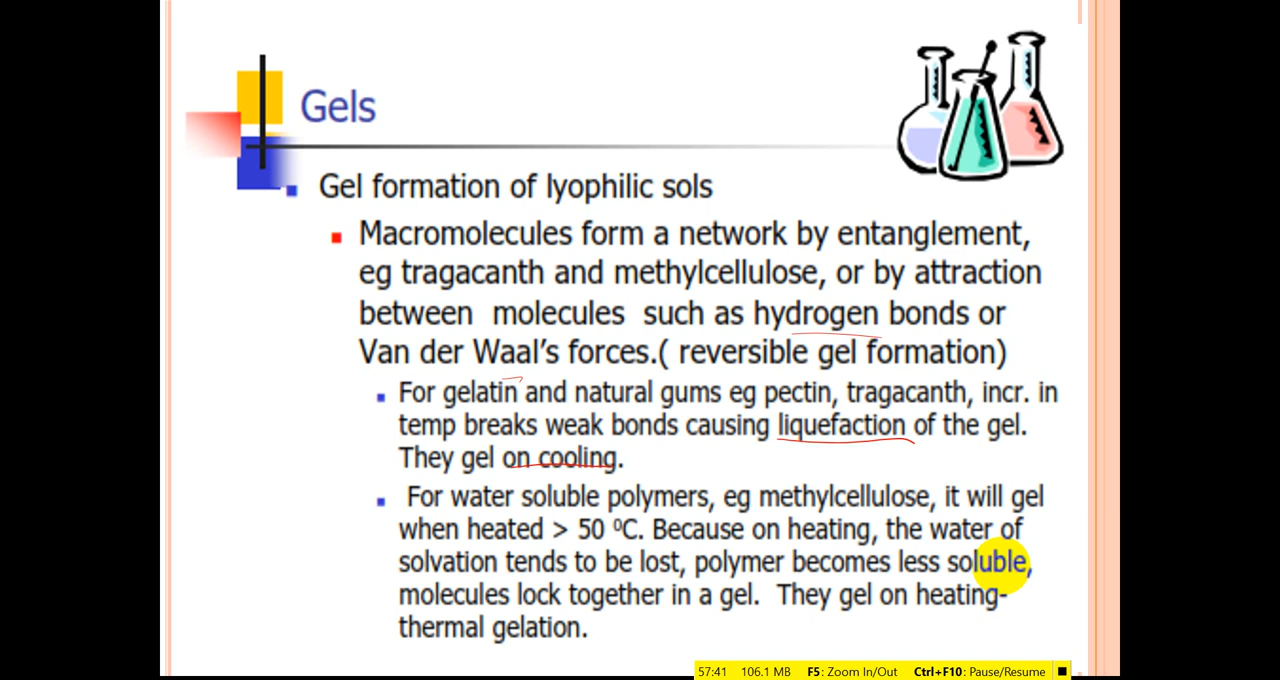 Gels
Gel formation of lyophilic sols
Macromolecules form a network by entanglement,
eg tragacanth and methylcellulose, or by attraction
between molecules such as hydrogen bonds or
Van der Waal's forces.( reversible gel formation)
For gelatin and natural gums eg pectin, tragacanth, incr. in
temp breaks weak bonds causing liquefaction of the gel.
They gel on cooling.
For water soluble polymers, eg methylcellulose, it will gel
when heated > 50 ⁰C. Because on heating, the water of
solvation tends to be lost, polymer becomes less soluble,
molecules lock together in a gel. They gel on heating-
thermal gelation.
57:41 106.1 MB F5: Zoom In/Out Ctrl+F10: Pause/Resume